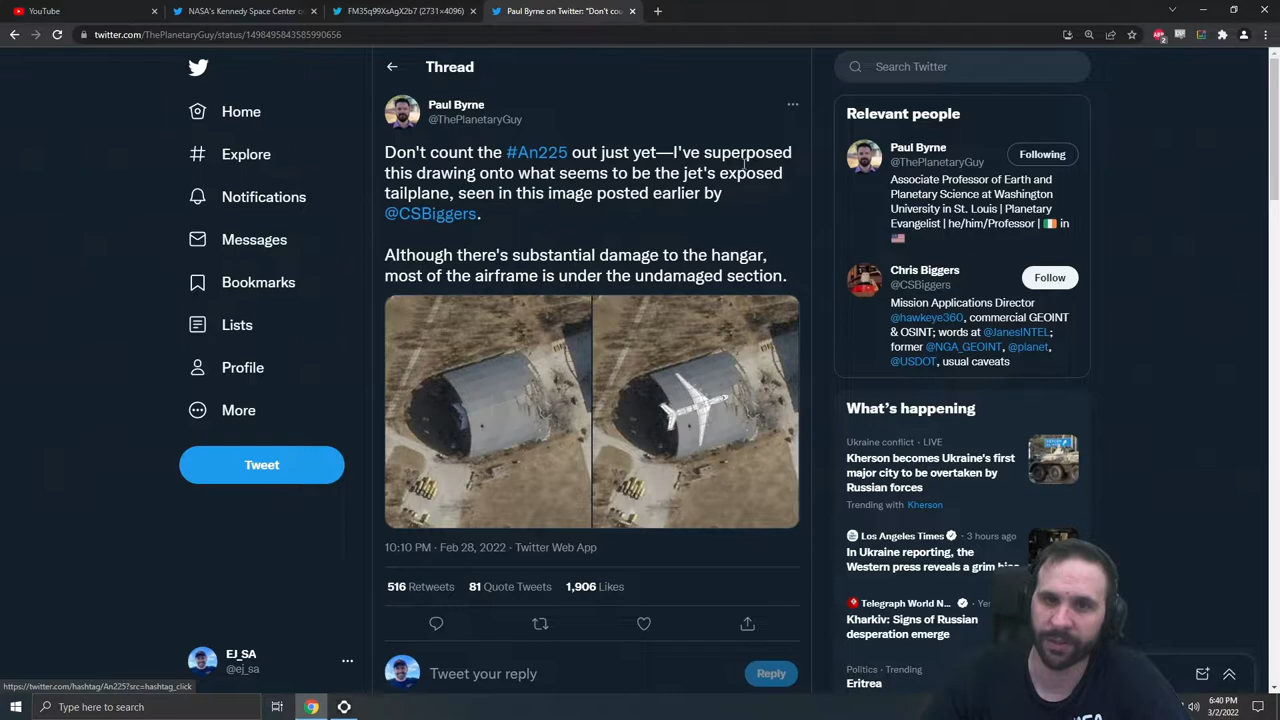 YouTube
NASA's Kennedy Space Center o
FM35q99XsAgX2b7 (2731×4096)
Paul Byrne on Twitter: "Don't cou
twitter.com/ThePlanetaryGuy/status/1498495843585990656
Home
Explore
Notifications
Messages
Bookmarks
Lists
Profile
More
Tweet
EJ_SA
@ej_sa
Thread
Paul Byrne
@ThePlanetaryGuy
Don't count the #An225 out just yet—I've superposed
this drawing onto what seems to be the jet's exposed
tailplane, seen in this image posted earlier by
@CSBiggers.
Although there's substantial damage to the hangar,
most of the airframe is under the undamaged section.
10:10 PM · Feb 28, 2022 · Twitter Web App
516 Retweets 81 Quote Tweets 1,906 Likes
Tweet your reply
Reply
Search Twitter
Relevant people
Paul Byrne
@ThePlanetaryGuy
Following
Associate Professor of Earth and
Planetary Science at Washington
University in St. Louis | Planetary
Evangelist | he/him/Professor | in
Chris Biggers
@CSBiggers
Follow
Mission Applications Director
@hawkeye360, commercial GEOINT
& OSINT; words at @JanesINTEL;
former @NGA_GEOINT, @planet,
@USDOT, usual caveats
What's happening
Ukraine conflict · LIVE
Kherson becomes Ukraine's first
major city to be overtaken by
Russian forces
Trending with Kherson
Los Angeles Times · 3 hours ago
In Ukraine reporting, the
Western press reveals a grim bias
Telegraph World N... · Yes
Kharkiv: Signs of Russian
desperation emerge
Politics · Trending
Eritrea
https://twitter.com/hashtag/An225?src=hashtag_click
Type here to search
6:40 PM
3/2/2022